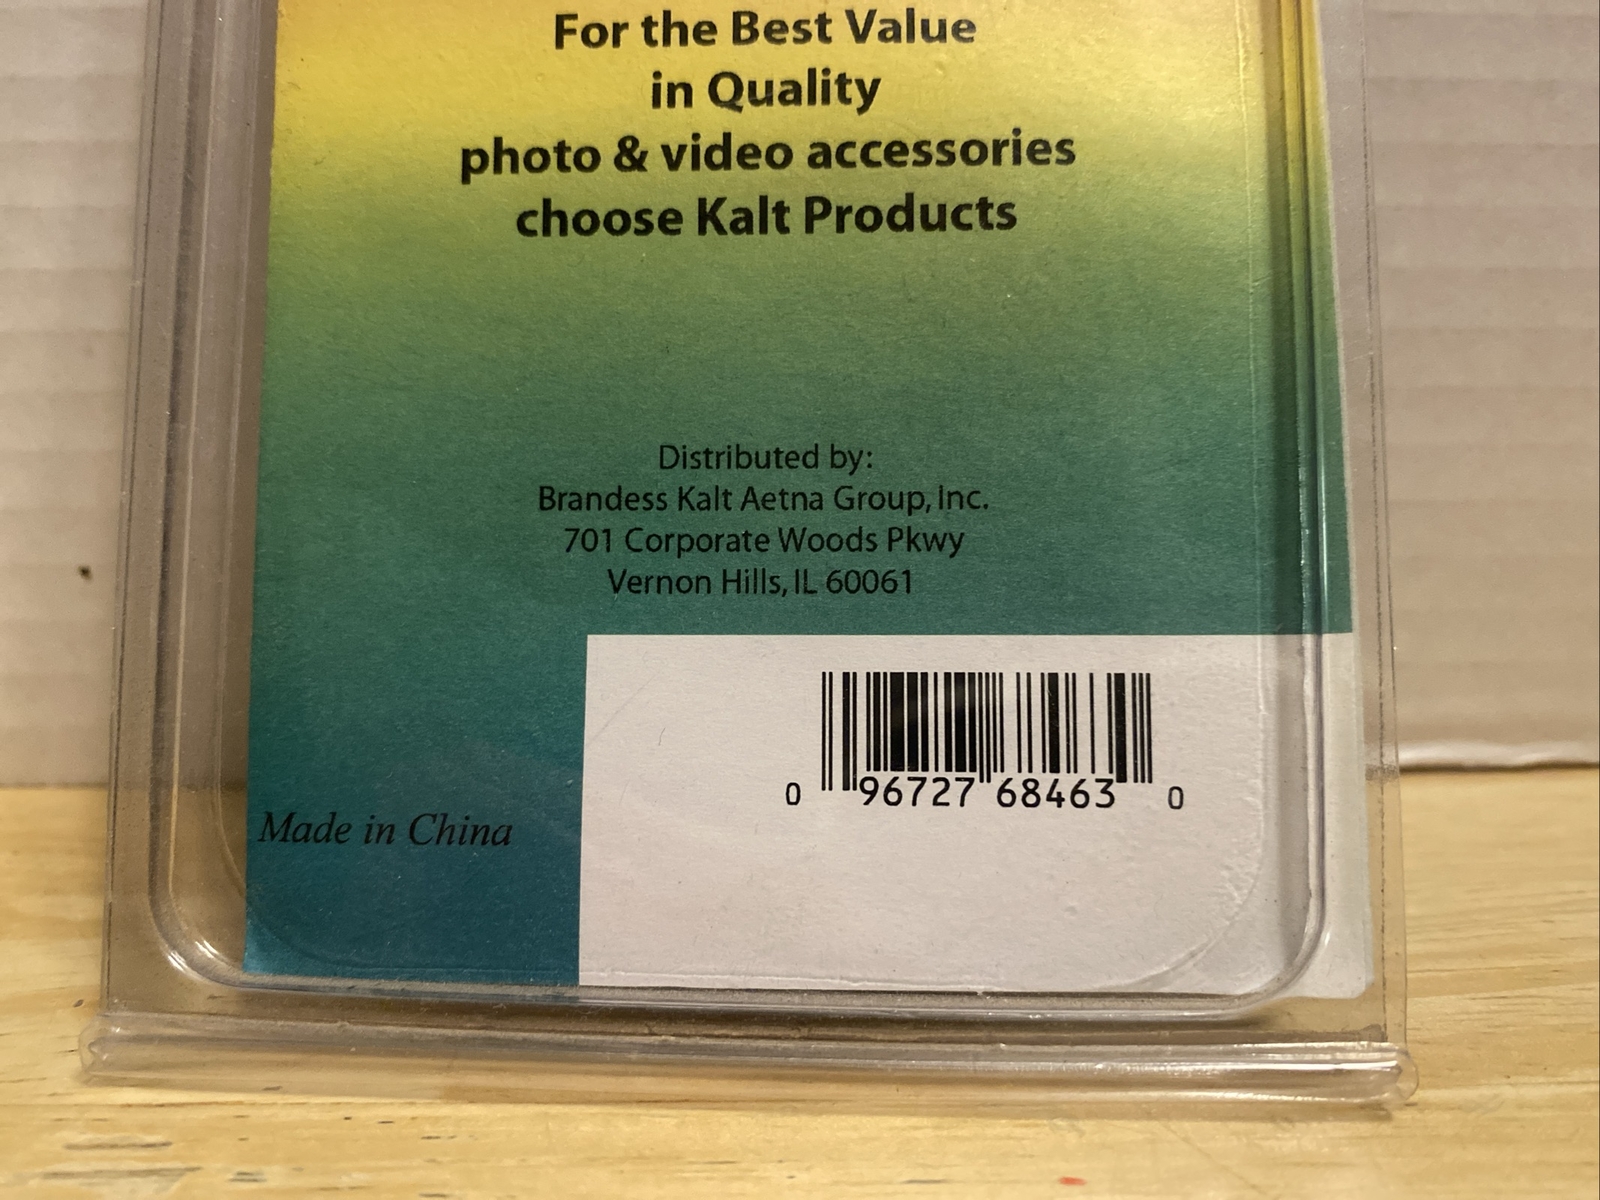 For the Best Value
in Quality
photo & video accessories
choose Kalt Products
Distributed by:
Brandess Kalt Aetna Group, Inc.
701 Corporate Woods Pkwy
Vernon Hills, IL 60061
0 96727 68463 0
Made in China